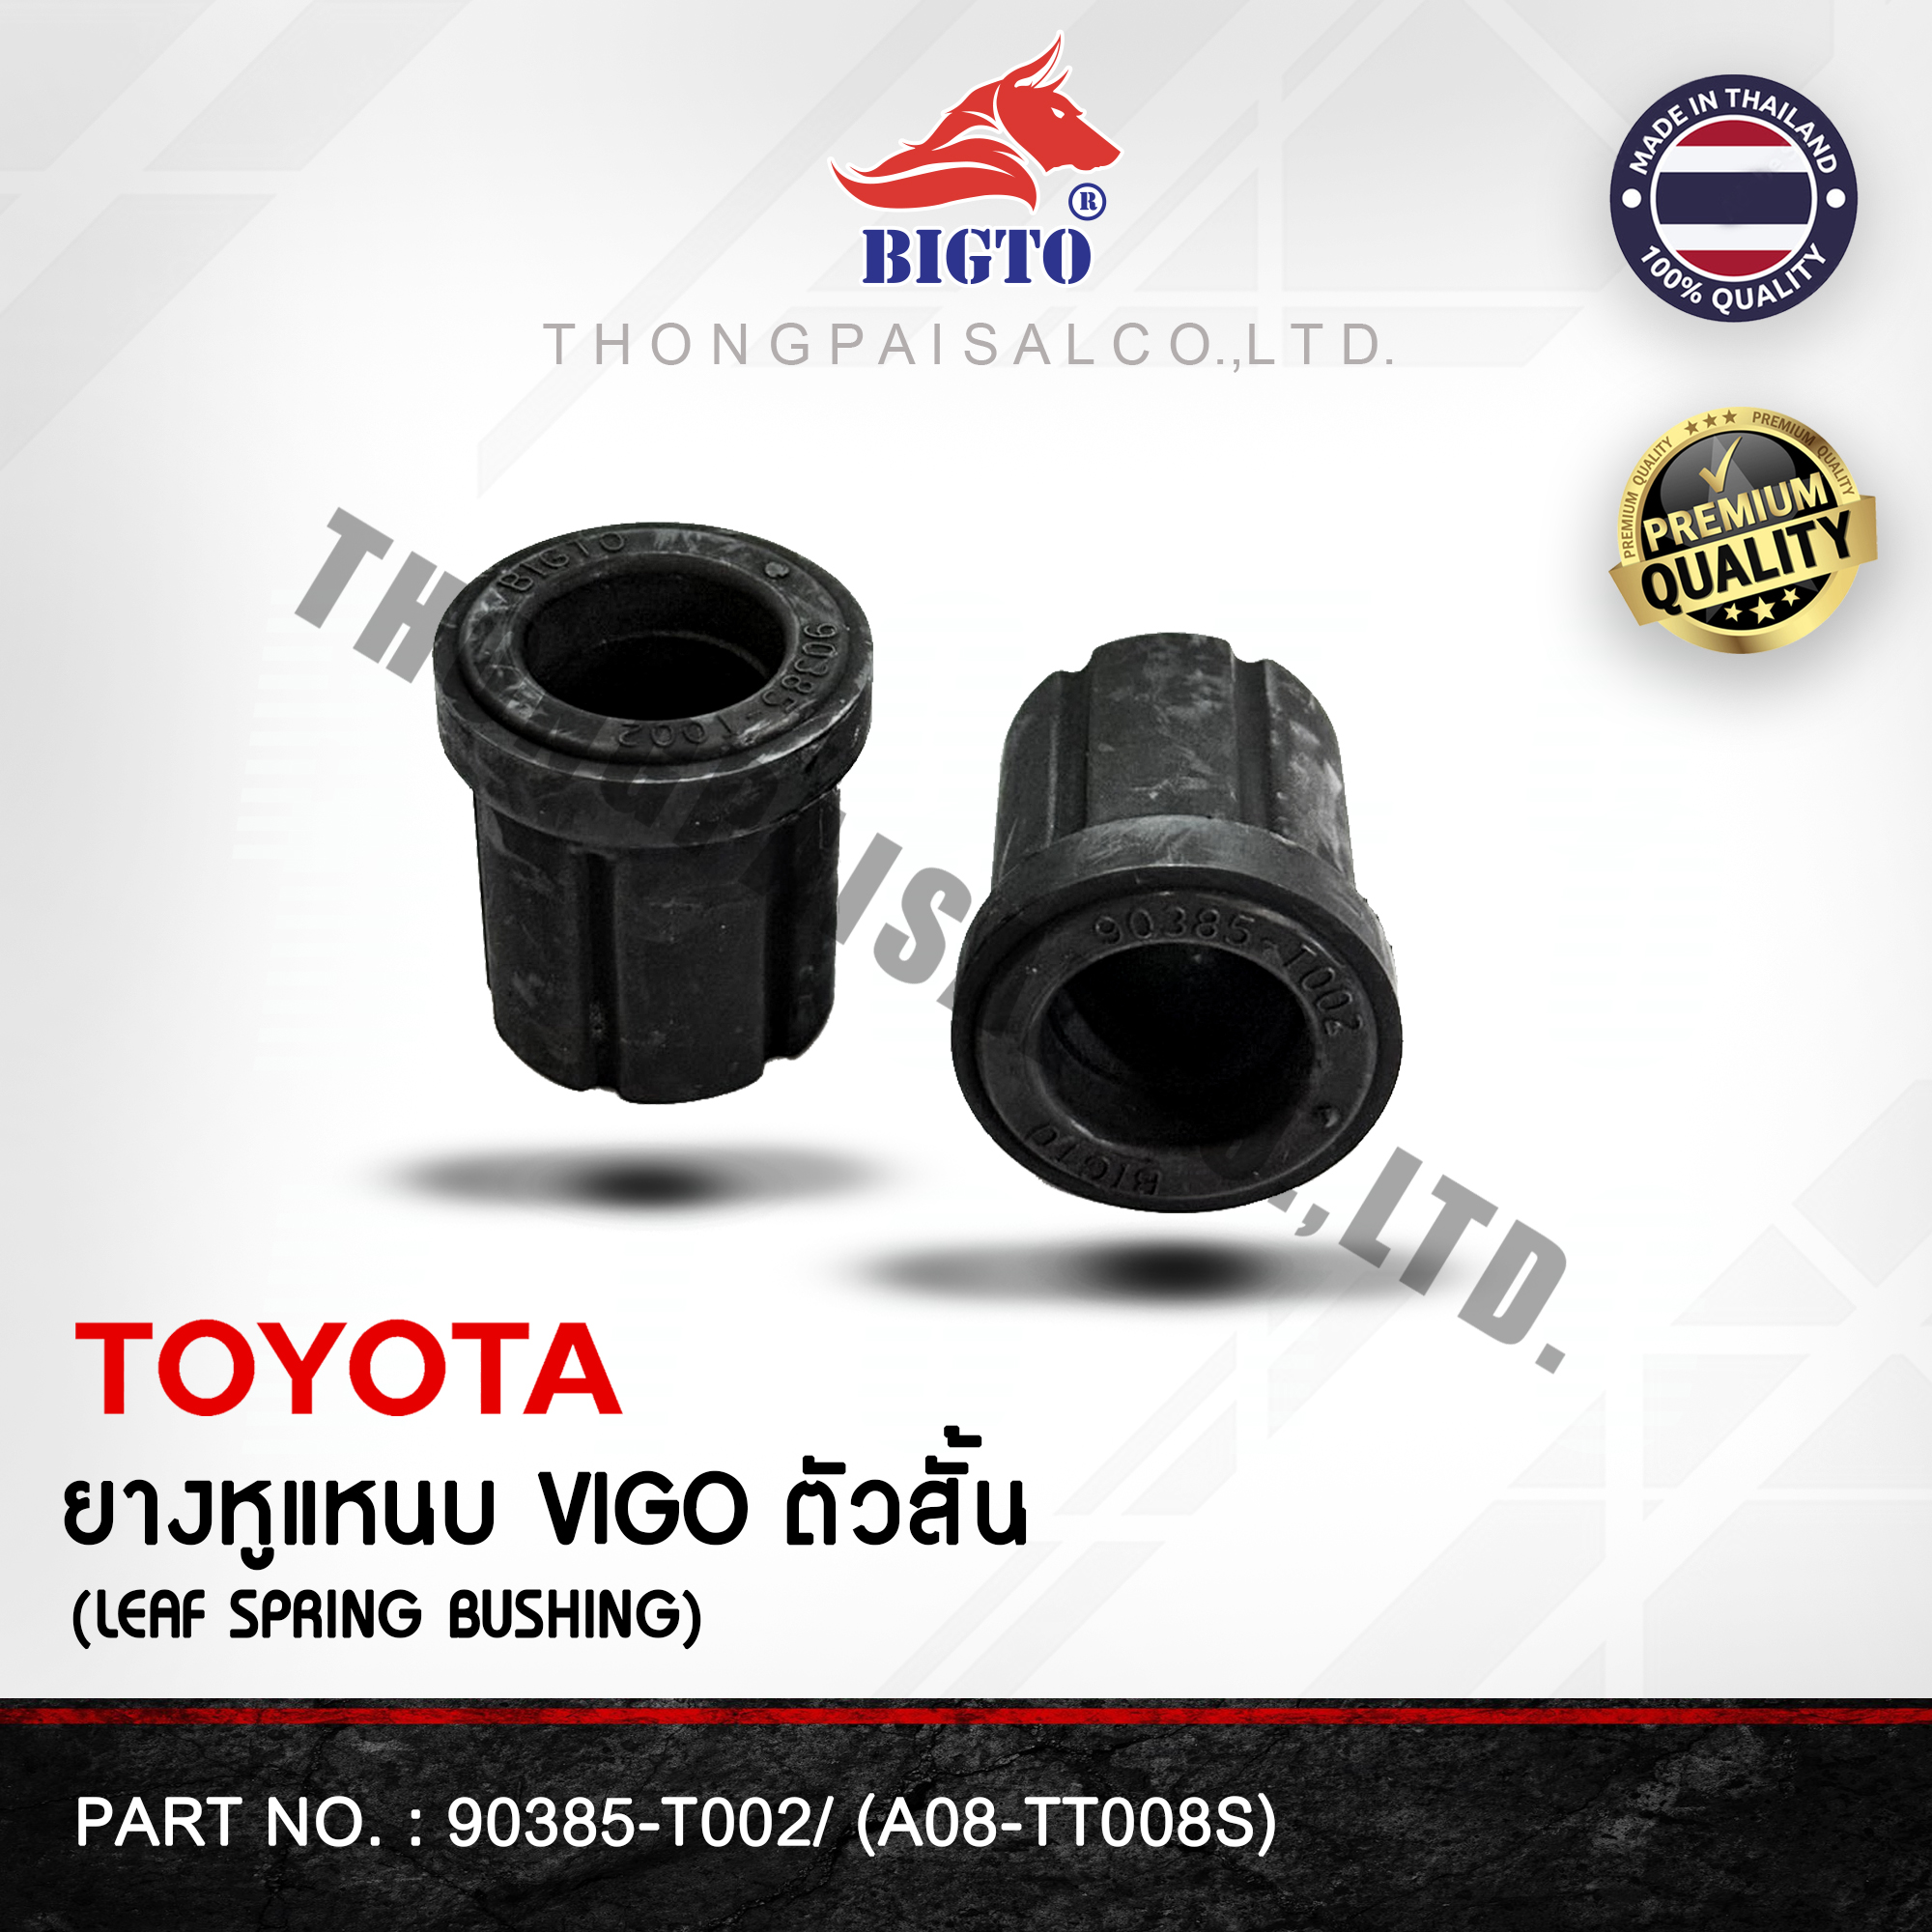 BIGTO
®
THONGPAISALCO.,LTD.
MADE IN THAILAND
100% QUALITY
PREMIUM QUALITY ★★★ PREMIUM QUALITY
PREMIUM
QUALITY
BIGTO
90385-T002
90385-T002
BIGTO
TOYOTA
ยางหูแหนบ VIGO ตัวสั้น
(LEAF SPRING BUSHING)
PART NO. : 90385-T002/ (A08-TT008S)